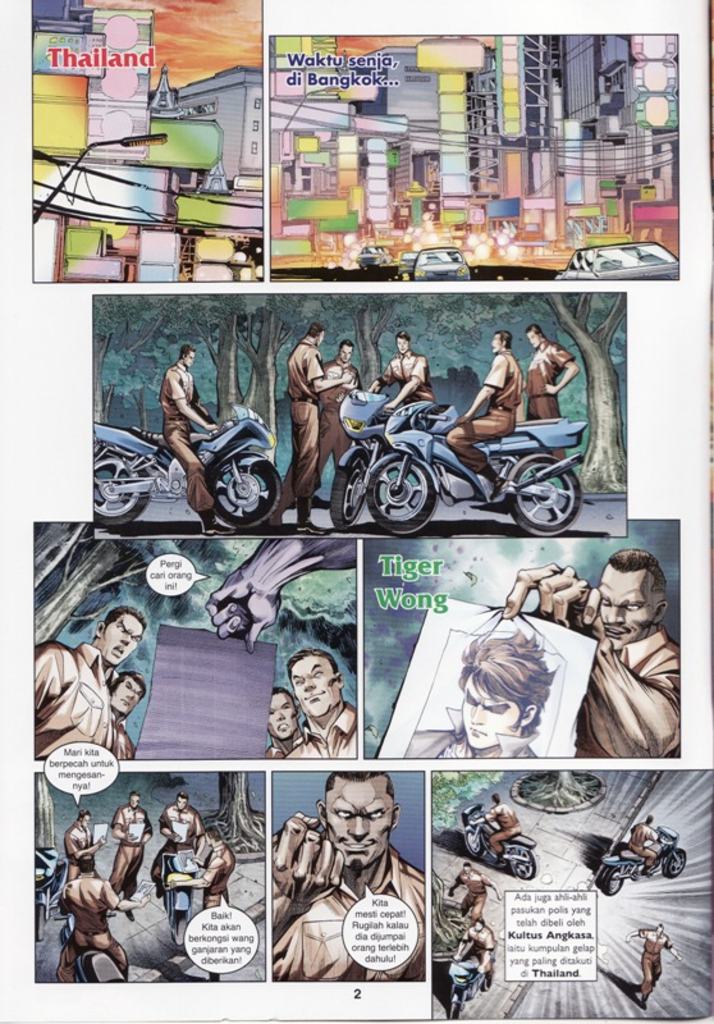 Thailand
Waktu senja,
di Bangkok...
Pergi
cari orang
ini!
Tiger
Wong
Mari kita
berpecah untuk
mengesan-
nya!
Baik!
Kita akan
berkongsi wang
ganjaran yang
diberikan!
Kita
mesti cepat!
Rugilah kalau
dia dijumpai
orang terlebih
dahulu!
Ada juga ahli-ahli
pasukan polis yang
telah dibeli oleh
Kultus Angkasa,
iaitu kumpulan gelap
yang paling ditakuti
di Thailand.
2